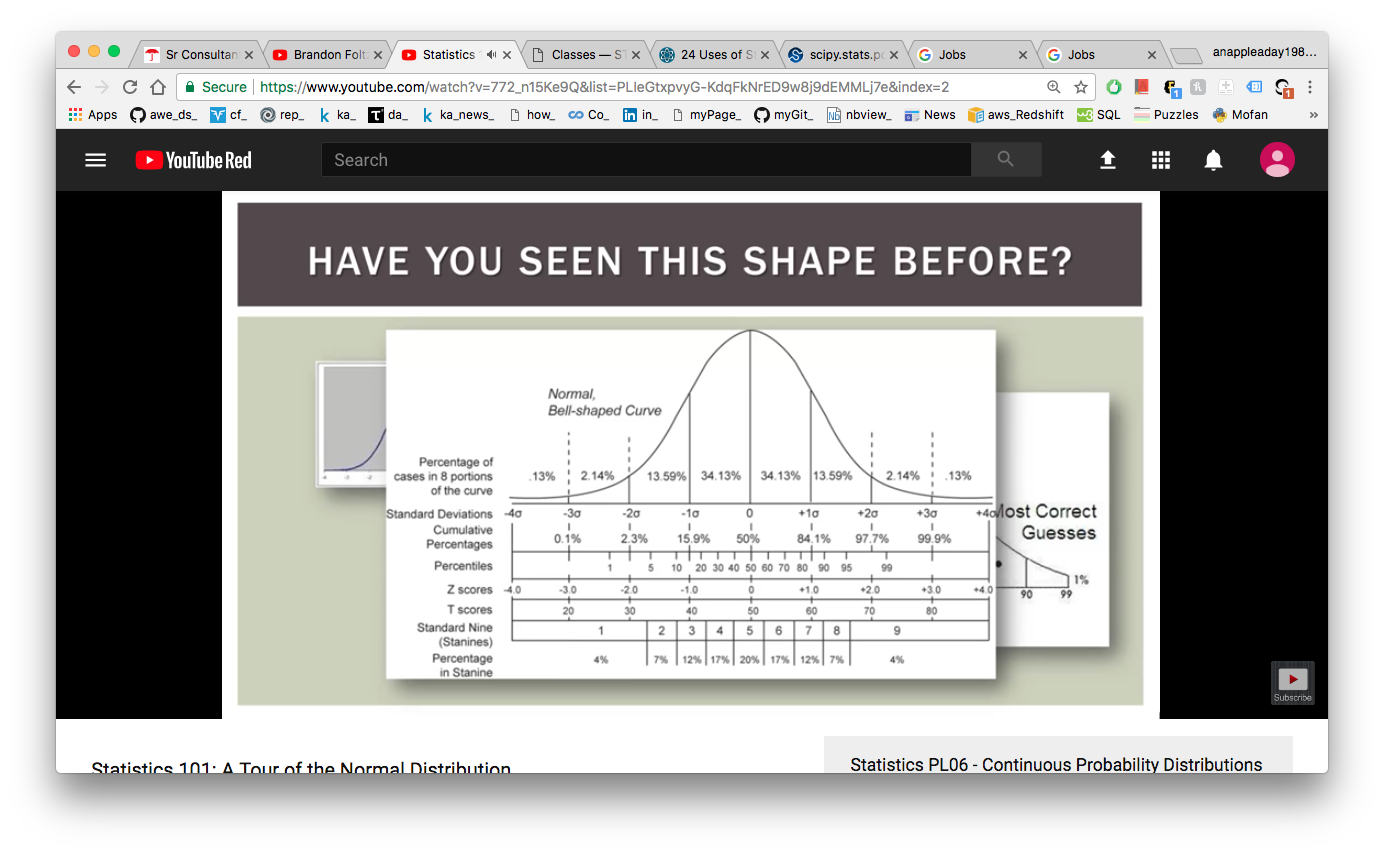 Sr Consultan
Brandon Folt
Statistics
Classes — ST
24 Uses of S
scipy.stats.po
Jobs
Jobs
anappleaday198...
Secure
https://www.youtube.com/watch?v=772_n15Ke9Q&list=PLIeGtxpvyG-KdqFkNrED9w8j9dEMMLj7e&index=2
1
1
Apps
awe_ds_
cf_
rep_
ka_
da_
ka_news_
how_
Co_
in_
myPage_
myGit_
nbview_
News
aws_Redshift
SQL
Puzzles
Mofan
»
YouTube Red
Search
HAVE YOU SEEN THIS SHAPE BEFORE?
Normal,
Bell-shaped Curve
Percentage of
cases in 8 portions
of the curve
.13% 2.14% 13.59% 34.13% 34.13% 13.59% 2.14% .13%
Standard Deviations -4σ -3σ -2σ -1σ 0 +1σ +2σ +3σ +4σ
Cumulative
Percentages
0.1% 2.3% 15.9% 50% 84.1% 97.7% 99.9%
Percentiles 1 5 10 20 30 40 50 60 70 80 90 95 99
Z scores -4.0 -3.0 -2.0 -1.0 0 +1.0 +2.0 +3.0 +4.0
T scores 20 30 40 50 60 70 80
Standard Nine
(Stanines)
1 2 3 4 5 6 7 8 9
Percentage
in Stanine
4% 7% 12% 17% 20% 17% 12% 7% 4%
Most Correct
Guesses
1%
90 99
Subscribe
Statistics 101: A Tour of the Normal Distribution
Statistics PL06 - Continuous Probability Distributions